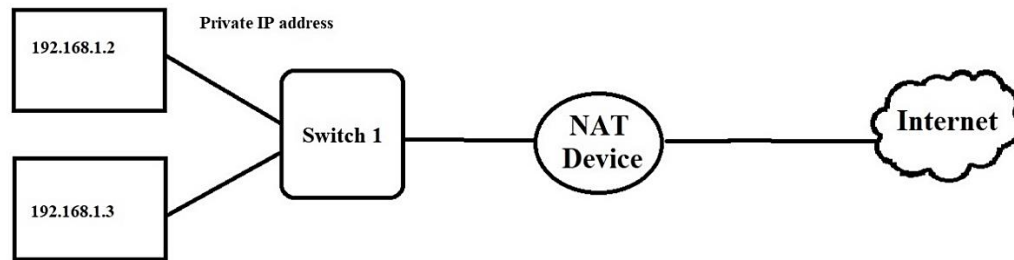 Private IP address
192.168.1.2
Switch 1
NAT
Device
Internet
192.168.1.3